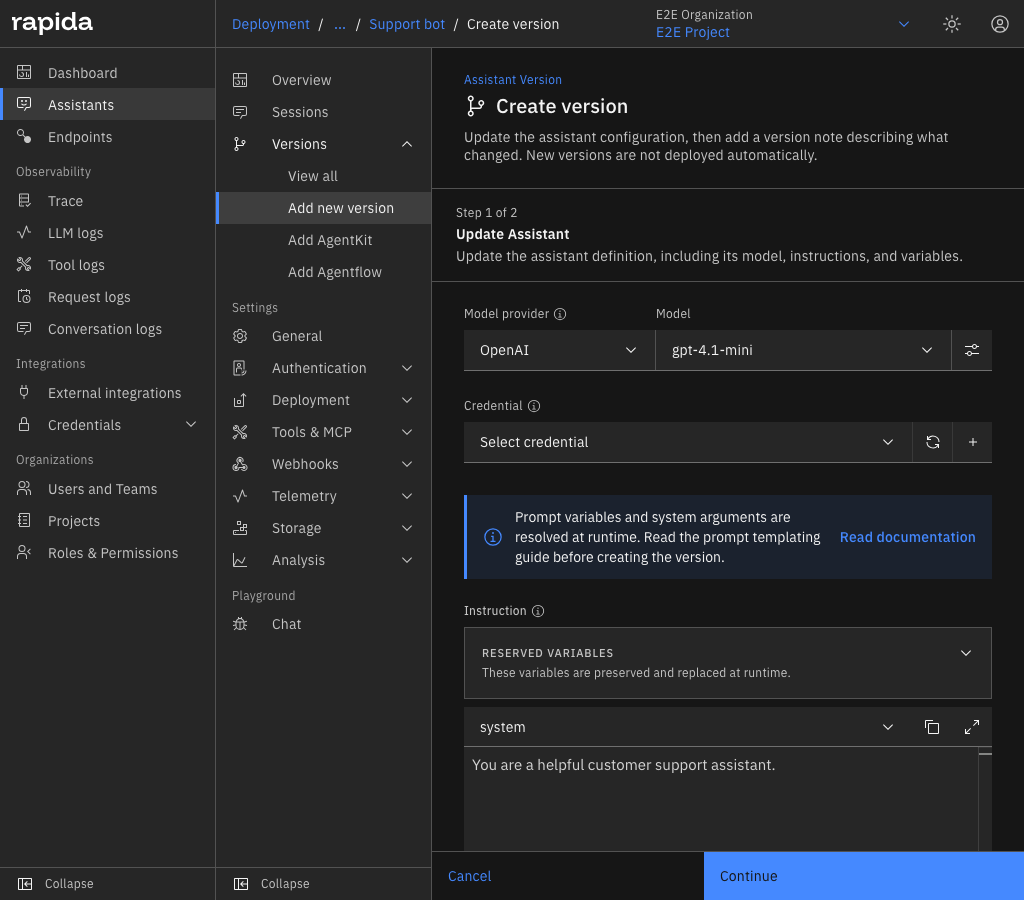 rapida
Deployment / ... / Support bot / Create version
E2E Organization
E2E Project
Dashboard
Assistants
Endpoints
Observability
Trace
LLM logs
Tool logs
Request logs
Conversation logs
Integrations
External integrations
Credentials
Organizations
Users and Teams
Projects
Roles & Permissions
Collapse
Overview
Sessions
Versions
View all
Add new version
Add AgentKit
Add Agentflow
Settings
General
Authentication
Deployment
Tools & MCP
Webhooks
Telemetry
Storage
Analysis
Playground
Chat
Collapse
Assistant Version
Create version
Update the assistant configuration, then add a version note describing what
changed. New versions are not deployed automatically.
Step 1 of 2
Update Assistant
Update the assistant definition, including its model, instructions, and variables.
Model provider
Model
OpenAI
gpt-4.1-mini
Credential
Select credential
Prompt variables and system arguments are
resolved at runtime. Read the prompt templating
guide before creating the version.
Read documentation
Instruction
RESERVED VARIABLES
These variables are preserved and replaced at runtime.
system
You are a helpful customer support assistant.
Cancel
Continue